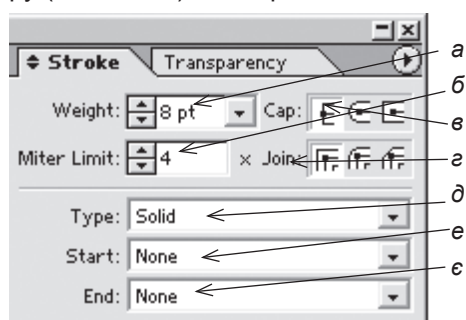 Stroke Transparency
а
Weight: 8 pt Cap:
б
в
Miter Limit: 4 × Join:
г
д
Type: Solid
е
Start: None
є
End: None